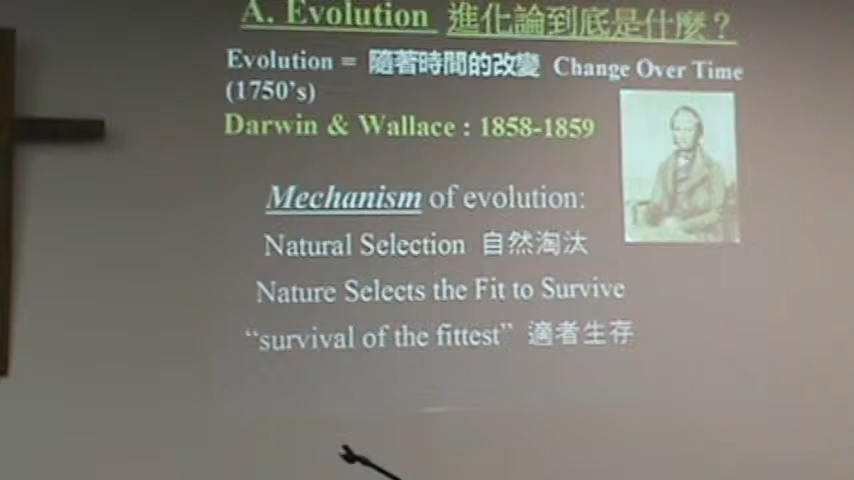 A. Evolution 進化論到底是什麼？
Evolution = 隨著時間的改變 Change Over Time
(1750's)
Darwin & Wallace : 1858-1859
Mechanism of evolution:
Natural Selection 自然淘汰
Nature Selects the Fit to Survive
“survival of the fittest” 適者生存